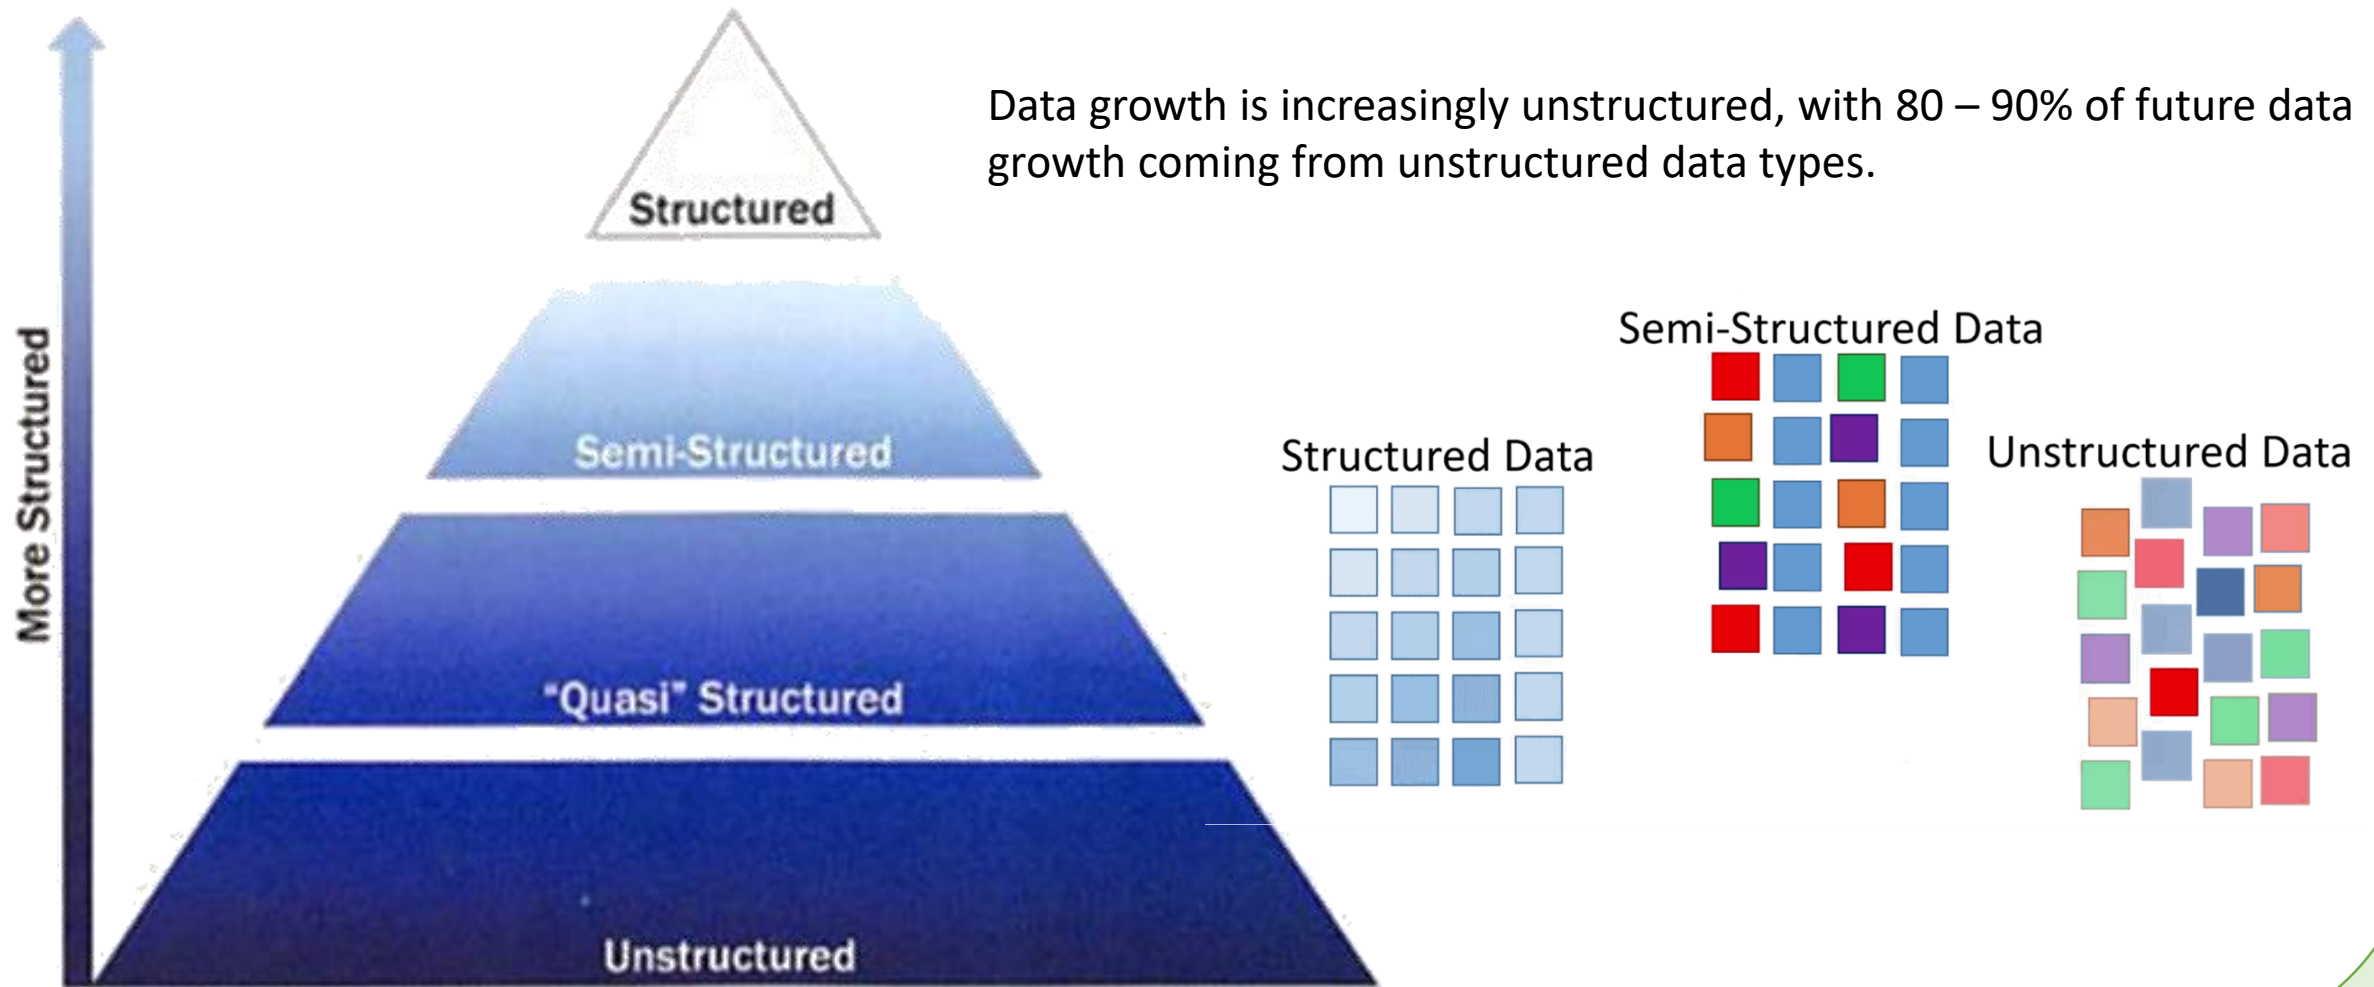 More Structured
Structured
Semi-Structured
"Quasi" Structured
Unstructured
Data growth is increasingly unstructured, with 80 – 90% of future data
growth coming from unstructured data types.
Structured Data
Semi-Structured Data
Unstructured Data